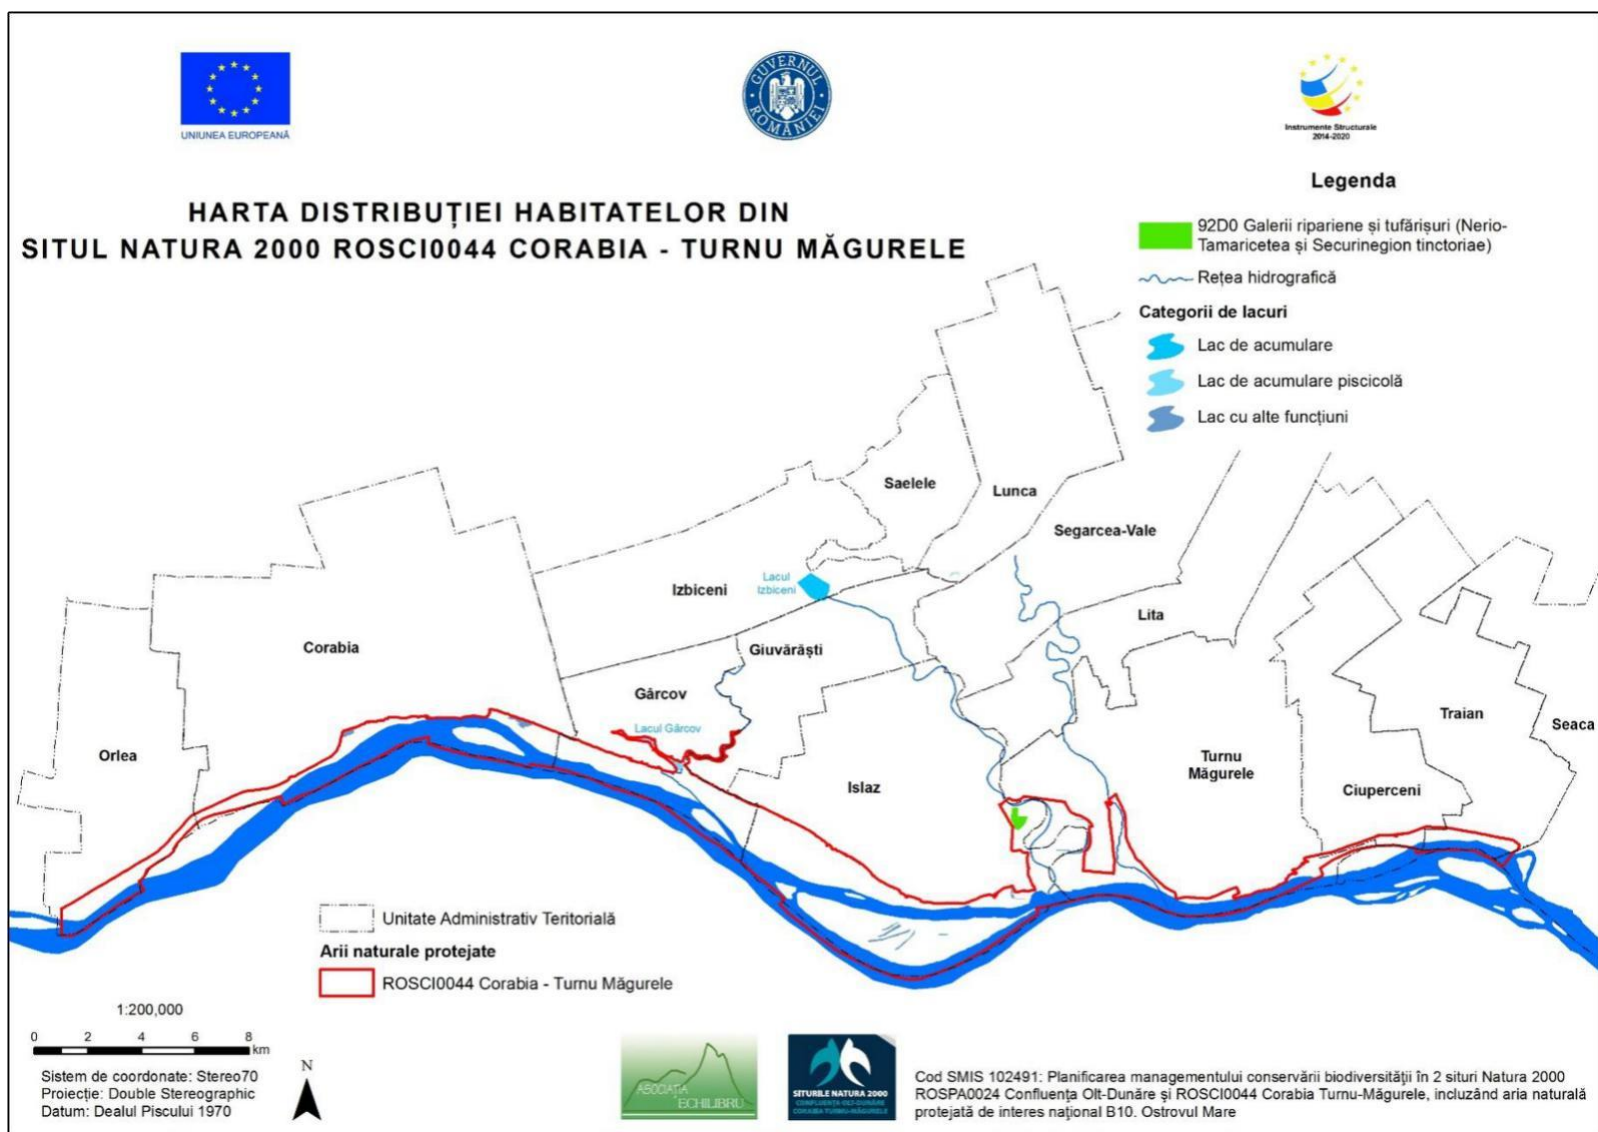 UNIUNEA EUROPEANĂ
GUVERNUL ROMÂNIEI
Instrumente Structurale
2014-2020
HARTA DISTRIBUȚIEI HABITATELOR DIN
SITUL NATURA 2000 ROSCI0044 CORABIA - TURNU MĂGURELE
Legenda
92D0 Galerii ripariene și tufărișuri (Nerio-
Tamaricetea și Securinegion tinctoriae)
Rețea hidrografică
Categorii de lacuri
Lac de acumulare
Lac de acumulare piscicolă
Lac cu alte funcțiuni
Saelele
Lunca
Segarcea-Vale
Izbiceni
Lacul
Izbiceni
Lita
Corabia
Giuvărăști
Gârcov
Lacul Gârcov
Orlea
Islaz
Turnu
Măgurele
Traian
Seaca
Ciuperceni
Unitate Administrativ Teritorială
Arii naturale protejate
ROSCI0044 Corabia - Turnu Măgurele
1:200,000
0 2 4 6 8
km
Sistem de coordonate: Stereo70
Proiecție: Double Stereographic
Datum: Dealul Piscului 1970
N
ASOCIAȚIA
ECHILIBRU
SITURILE NATURA 2000
CONFLUENȚA OLT-DUNĂRE
CORABIA TURNU-MĂGURELE
Cod SMIS 102491: Planificarea managementului conservării biodiversității în 2 situri Natura 2000
ROSPA0024 Confluența Olt-Dunăre și ROSCI0044 Corabia Turnu-Măgurele, incluzând aria naturală
protejată de interes național B10. Ostrovul Mare